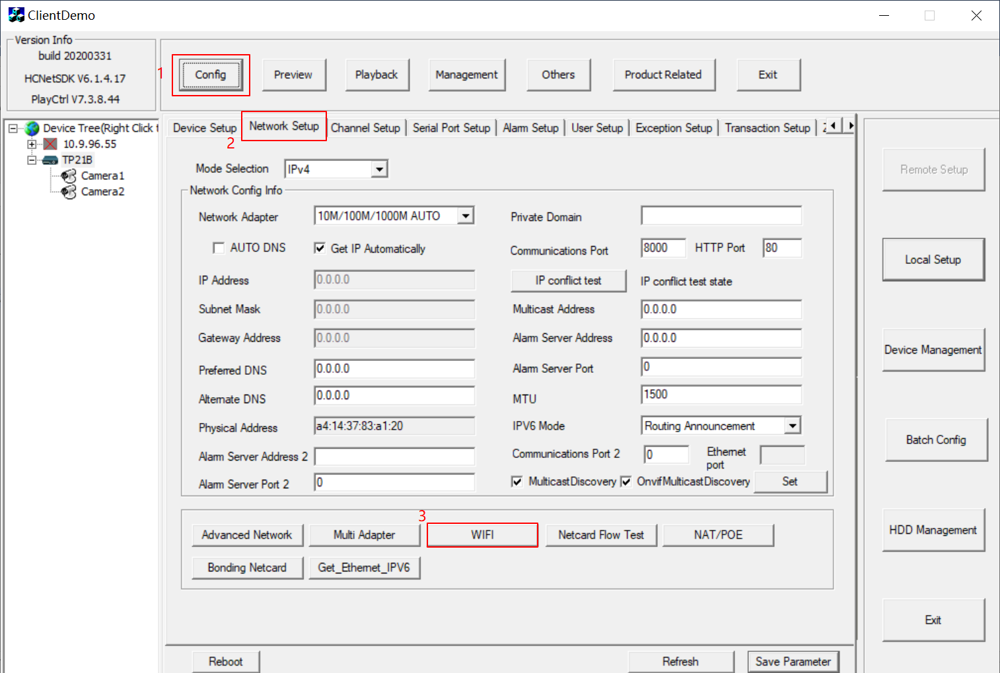 ClientDemo
Version Info
build 20200331
HCNetSDK V6.1.4.17
PlayCtrl V7.3.8.44
1
Config
Preview
Playback
Management
Others
Product Related
Exit
Device Tree(Right Click t
10.9.96.55
TP21B
Camera1
Camera2
Device Setup
Network Setup
Channel Setup
Serial Port Setup
Alarm Setup
User Setup
Exception Setup
Transaction Setup
2
Mode Selection
IPv4
Network Config Info
Network Adapter
10M/100M/1000M AUTO
Private Domain
AUTO DNS
Get IP Automatically
Communications Port
8000
HTTP Port
80
IP Address
0.0.0.0
IP conflict test
IP conflict test state
Subnet Mask
0.0.0.0
Multicast Address
0.0.0.0
Gateway Address
0.0.0.0
Alarm Server Address
0.0.0.0
Preferred DNS
0.0.0.0
Alarm Server Port
0
Alternate DNS
0.0.0.0
MTU
1500
Physical Address
a4:14:37:83:a1:20
IPV6 Mode
Routing Announcement
Alarm Server Address 2
Communications Port 2
0
Ethernet
port
Alarm Server Port 2
0
MulticastDiscovery
OnvifMulticastDiscovery
Set
3
Advanced Network
Multi Adapter
WIFI
Netcard Flow Test
NAT/POE
Bonding Netcard
Get_Ethernet_IPV6
Reboot
Refresh
Save Parameter
Remote Setup
Local Setup
Device Management
Batch Config
HDD Management
Exit